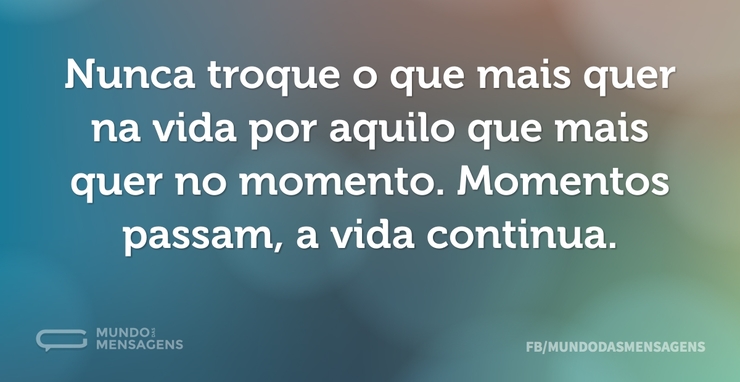 Nunca troque o que mais quer
na vida por aquilo que mais
quer no momento. Momentos
passam, a vida continua.
MUNDO DAS
MENSAGENS
FB/MUNDODASMENSAGENS